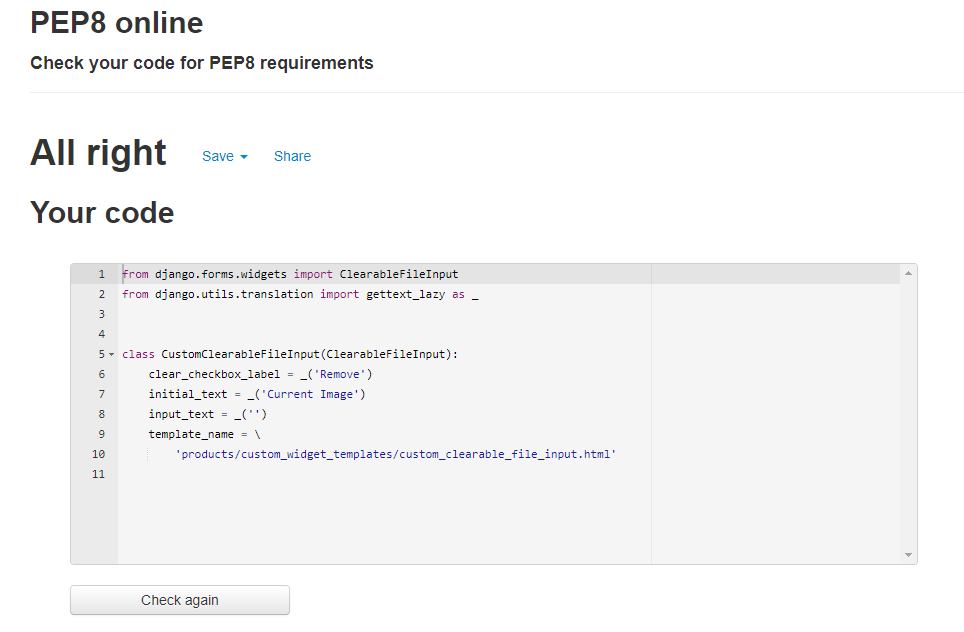 PEP8 online
Check your code for PEP8 requirements
All right Save Share
Your code
1 from django.forms.widgets import ClearableFileInput
2 from django.utils.translation import gettext_lazy as _
3
4
5 class CustomClearableFileInput(ClearableFileInput):
6     clear_checkbox_label = _('Remove')
7     initial_text = _('Current Image')
8     input_text = _('')
9     template_name = \
10         'products/custom_widget_templates/custom_clearable_file_input.html'
11
Check again